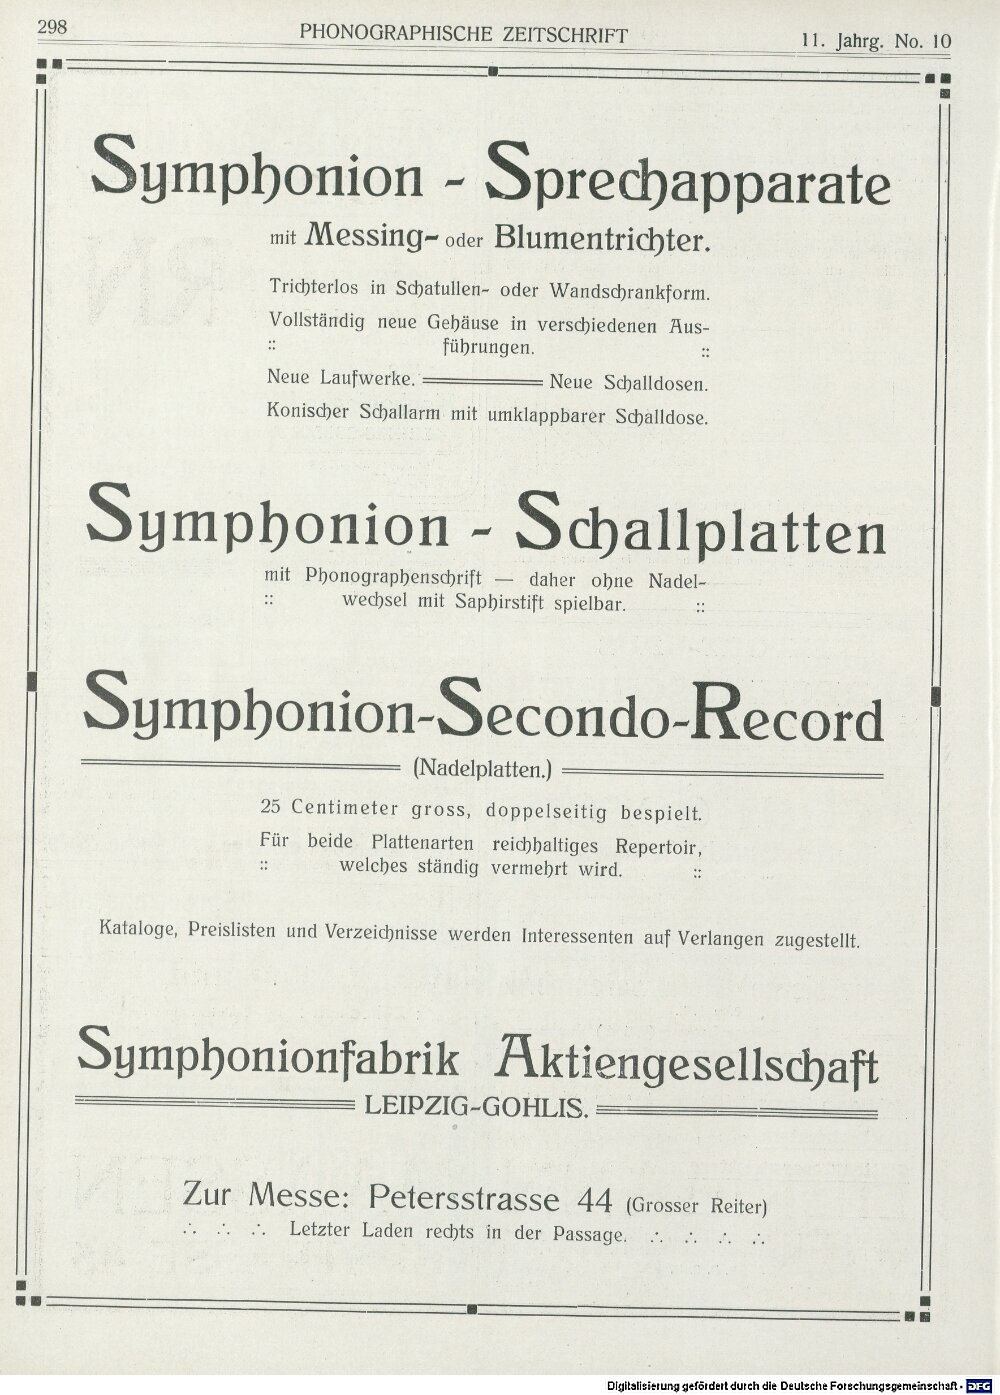 298
PHONOGRAPHISCHE ZEITSCHRIFT
11. Jahrg. No. 10
Symphonion - Sprechapparate
mit Messing- oder Blumentrichter.
Trichterlos in Schatullen- oder Wandschrankform.
Vollständig neue Gehäuse in verschiedenen Aus-
:: führungen. ::
Neue Laufwerke. Neue Schalldosen.
Konischer Schallarm mit umklappbarer Schalldose.
Symphonion - Schallplatten
mit Phonographenschrift — daher ohne Nadel-
:: wechsel mit Saphirstift spielbar. ::
Symphonion-Secondo-Record
(Nadelplatten.)
25 Centimeter gross, doppelseitig bespielt.
Für beide Plattenarten reichhaltiges Repertoir,
:: welches ständig vermehrt wird. ::
Kataloge, Preislisten und Verzeichnisse werden Interessenten auf Verlangen zugestellt.
Symphonionfabrik Aktiengesellschaft
LEIPZIG-GOHLIS.
Zur Messe: Petersstrasse 44 (Grosser Reiter)
∴ ∴ ∴ Letzter Laden rechts in der Passage. ∴ ∴ ∴ ∴
Digitalisierung gefördert durch die Deutsche Forschungsgemeinschaft - DFG